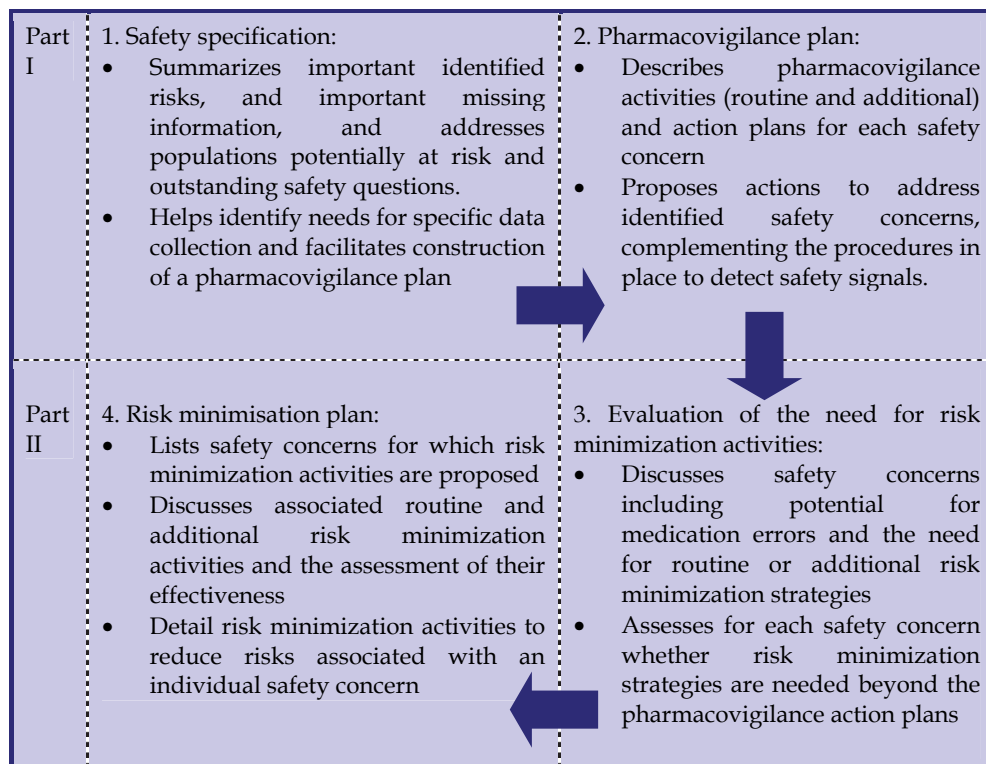 Part I
1. Safety specification:
• Summarizes important identified
risks, and important missing
information, and addresses
populations potentially at risk and
outstanding safety questions.
• Helps identify needs for specific data
collection and facilitates construction
of a pharmacovigilance plan
2. Pharmacovigilance plan:
• Describes pharmacovigilance
activities (routine and additional)
and action plans for each safety
concern
• Proposes actions to address
identified safety concerns,
complementing the procedures in
place to detect safety signals.
Part II
4. Risk minimisation plan:
• Lists safety concerns for which risk
minimization activities are proposed
• Discusses associated routine and
additional risk minimization
activities and the assessment of their
effectiveness
• Detail risk minimization activities to
reduce risks associated with an
individual safety concern
3. Evaluation of the need for risk
minimization activities:
• Discusses safety concerns
including potential for
medication errors and the need
for routine or additional risk
minimization strategies
• Assesses for each safety concern
whether risk minimization
strategies are needed beyond the
pharmacovigilance action plans